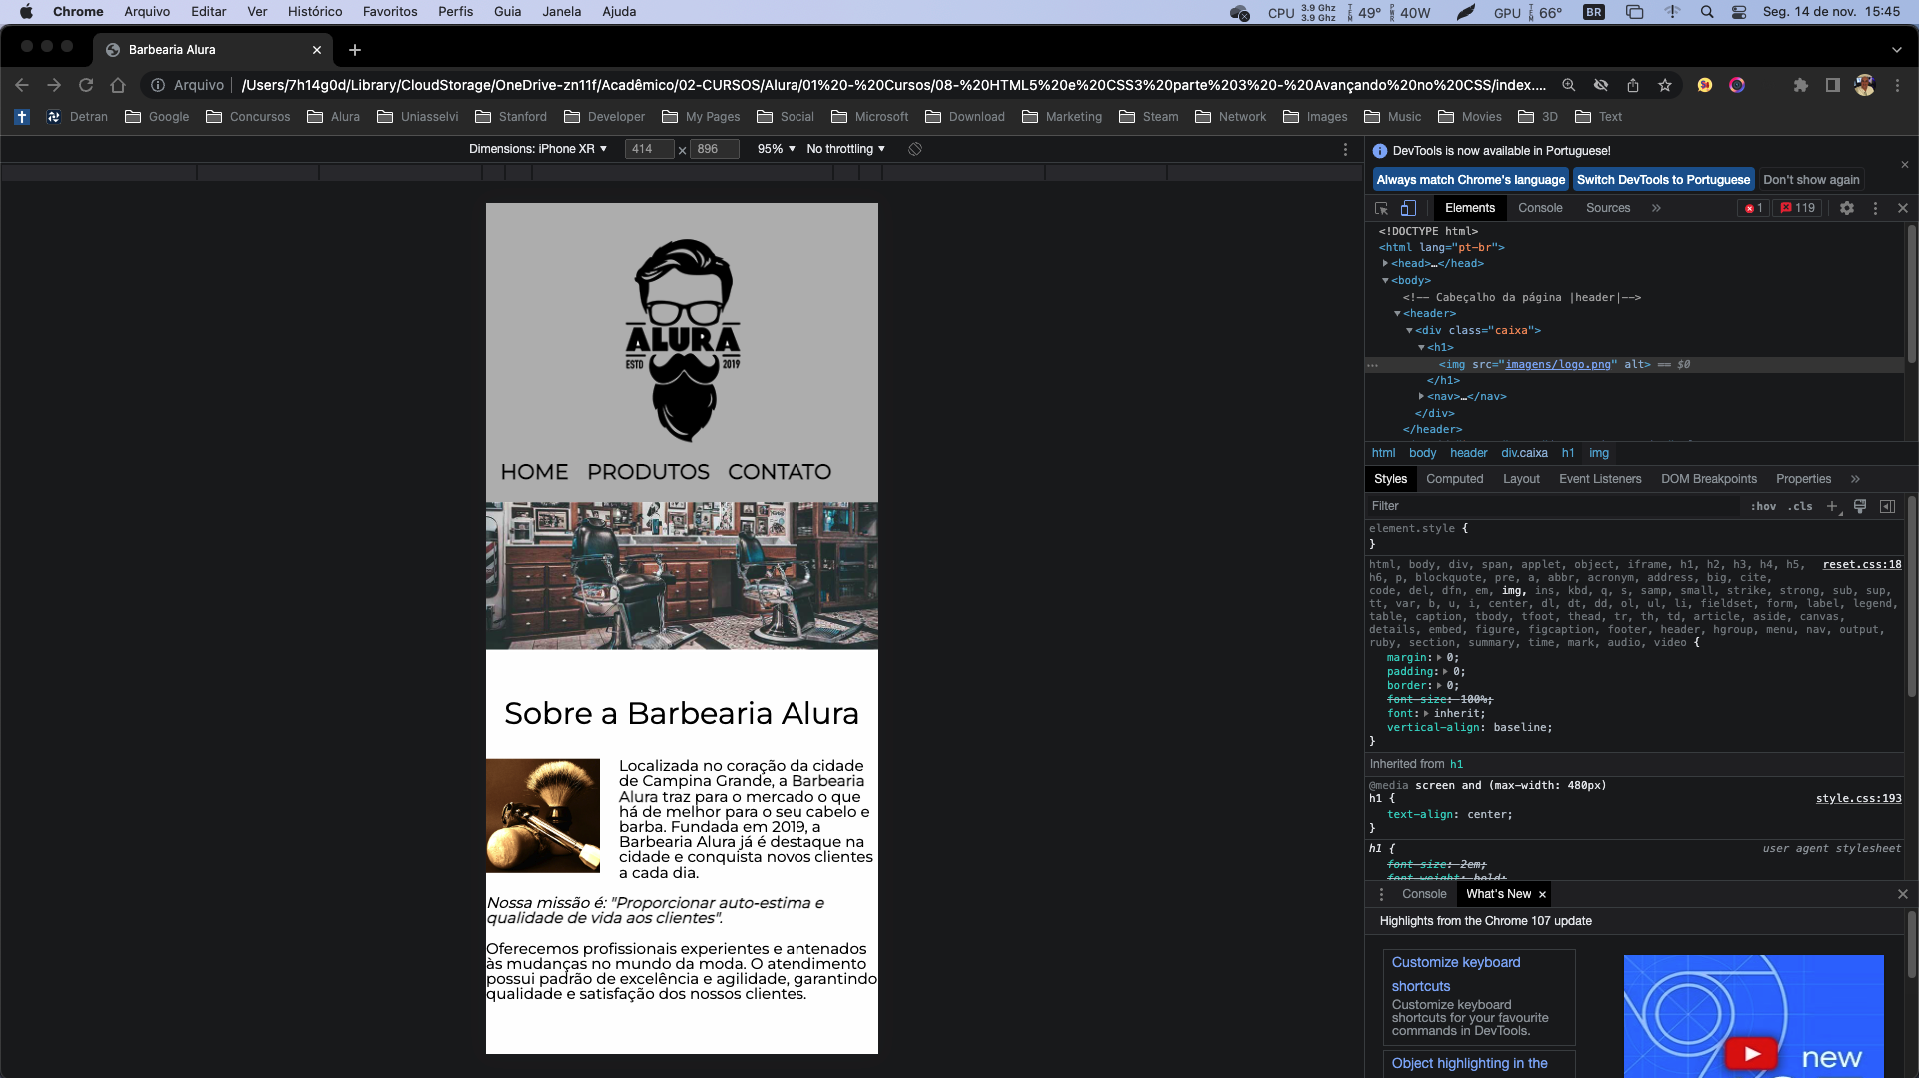 Chrome Arquivo Editar Ver Histórico Favoritos Perfis Guia Janela Ajuda CPU 3.9 Ghz 3.9 Ghz 49° 40W GPU 66° BR Seg. 14 de nov. 15:45
Barbearia Alura
Arquivo /Users/7h14g0d/Library/CloudStorage/OneDrive-zn11f/Acadêmico/02-CURSOS/Alura/01%20-%20Cursos/08-%20HTML5%20e%20CSS3%20parte%203%20-%20Avançando%20no%20CSS/index....
Detran Google Concursos Alura Uniasselvi Stanford Developer My Pages Social Microsoft Download Marketing Steam Network Images Music Movies 3D Text
Dimensions: iPhone XR 414 × 896 95% No throttling
ALURA
ESTD 2019
HOME PRODUTOS CONTATO
Sobre a Barbearia Alura
Localizada no coração da cidade
de Campina Grande, a Barbearia
Alura traz para o mercado o que
há de melhor para o seu cabelo e
barba. Fundada em 2019, a
Barbearia Alura já é destaque na
cidade e conquista novos clientes
a cada dia.
Nossa missão é: "Proporcionar auto-estima e
qualidade de vida aos clientes".
Oferecemos profissionais experientes e antenados
às mudanças no mundo da moda. O atendimento
possui padrão de excelência e agilidade, garantindo
qualidade e satisfação dos nossos clientes.
DevTools is now available in Portuguese!
Always match Chrome's language Switch DevTools to Portuguese Don't show again
Elements Console Sources » 1 119
<!DOCTYPE html>
<html lang="pt-br">
<head>…</head>
<body>
<!-- Cabeçalho da página |header|-->
<header>
<div class="caixa">
<h1>
<img src="imagens/logo.png" alt> == $0
</h1>
<nav>…</nav>
</div>
</header>
html body header div.caixa h1 img
Styles Computed Layout Event Listeners DOM Breakpoints Properties »
Filter :hov .cls +
element.style {
}
html, body, div, span, applet, object, iframe, h1, h2, h3, h4, h5, reset.css:18
h6, p, blockquote, pre, a, abbr, acronym, address, big, cite,
code, del, dfn, em, img, ins, kbd, q, s, samp, small, strike, strong, sub, sup,
tt, var, b, u, i, center, dl, dt, dd, ol, ul, li, fieldset, form, label, legend,
table, caption, tbody, tfoot, thead, tr, th, td, article, aside, canvas,
details, embed, figure, figcaption, footer, header, hgroup, menu, nav, output,
ruby, section, summary, time, mark, audio, video {
margin: 0;
padding: 0;
border: 0;
font-size: 100%;
font: inherit;
vertical-align: baseline;
}
Inherited from h1
@media screen and (max-width: 480px)
h1 { style.css:193
text-align: center;
}
h1 { user agent stylesheet
font-size: 2em;
font-weight: bold;
Console What's New ×
Highlights from the Chrome 107 update
Customize keyboard
shortcuts
Customize keyboard
shortcuts for your favourite
commands in DevTools.
Object highlighting in the
new